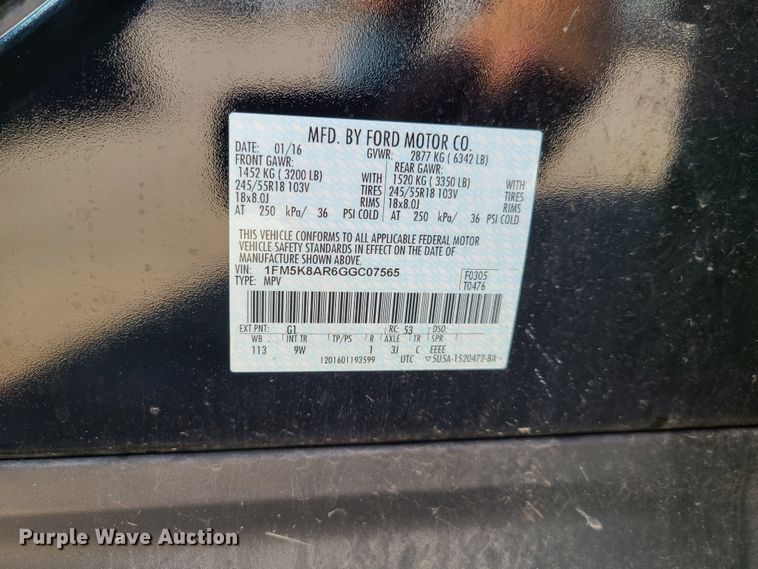 MFD. BY FORD MOTOR CO.
DATE: 01/16 GVWR: 2877 KG ( 6342 LB)
FRONT GAWR: REAR GAWR:
1452 KG ( 3200 LB) WITH 1520 KG ( 3350 LB) WITH
245/55R18 103V TIRES 245/55R18 103V TIRES
18x8.0J RIMS 18x8.0J RIMS
AT 250 kPa/ 36 PSI COLD AT 250 kPa/ 36 PSI COLD
THIS VEHICLE CONFORMS TO ALL APPLICABLE FEDERAL MOTOR
VEHICLE SAFETY STANDARDS IN EFFECT ON THE DATE OF
MANUFACTURE SHOWN ABOVE.
VIN: 1FM5K8AR6GGC07565 F0305
TYPE: MPV T0476
EXT PNT: G1 RC: 53 DSO:
WB INT TR TP/PS R AXLE TR SPR
113 9W 1 3J C EEEE
1201601193599 UTC 5U5A-1520472-BA
Purple Wave Auction